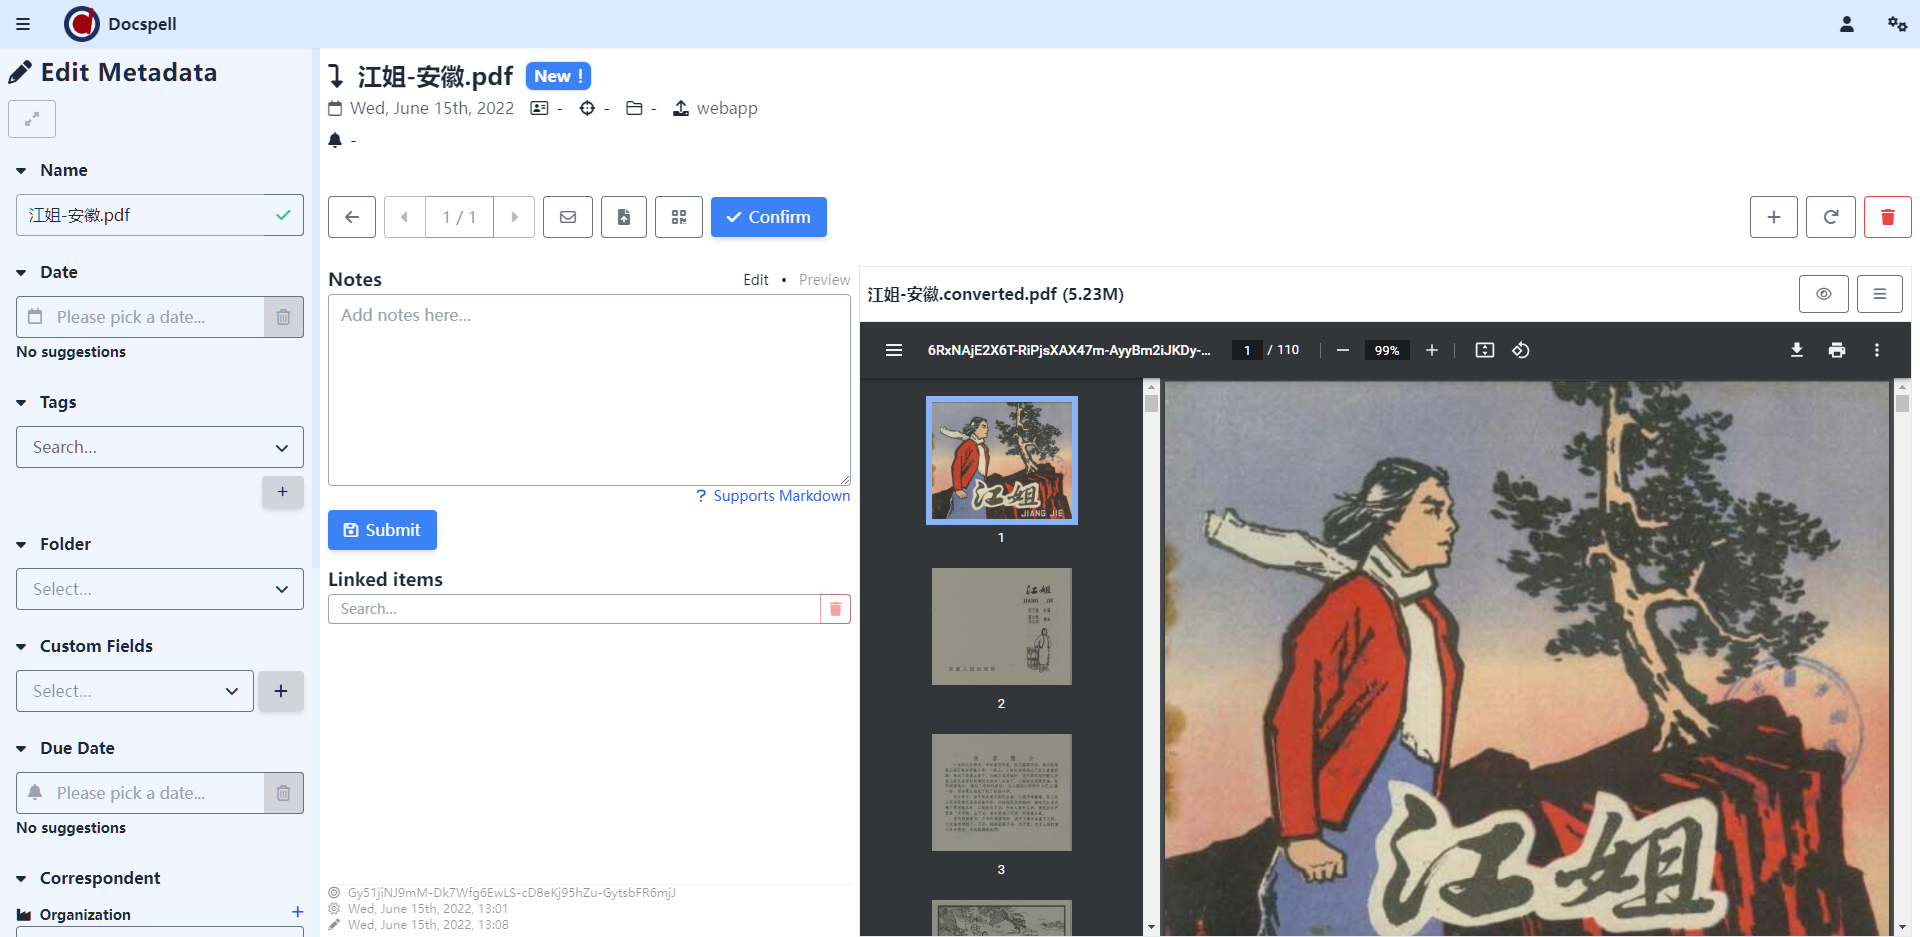 Docspell
Edit Metadata
Name
江姐-安徽.pdf
Date
Please pick a date...
No suggestions
Tags
Search...
Folder
Select...
Custom Fields
Select...
Due Date
Please pick a date...
No suggestions
Correspondent
Organization
江姐-安徽.pdf New !
Wed, June 15th, 2022 - - - webapp
-
1 / 1 Confirm
Notes Edit • Preview
Add notes here...
? Supports Markdown
Submit
Linked items
Search...
Gy51jiNJ9mM-Dk7Wfg6EwLS-cD8eKj95hZu-GytsbFR6mjJ
Wed, June 15th, 2022, 13:01
Wed, June 15th, 2022, 13:08
江姐-安徽.converted.pdf (5.23M)
6RxNAjE2X6T-RiPjsXAX47m-AyyBm2iJKDy-... 1 / 110 99%
江姐
JIANG JIE
1
江姐
JIANG JIE
2
3
江姐